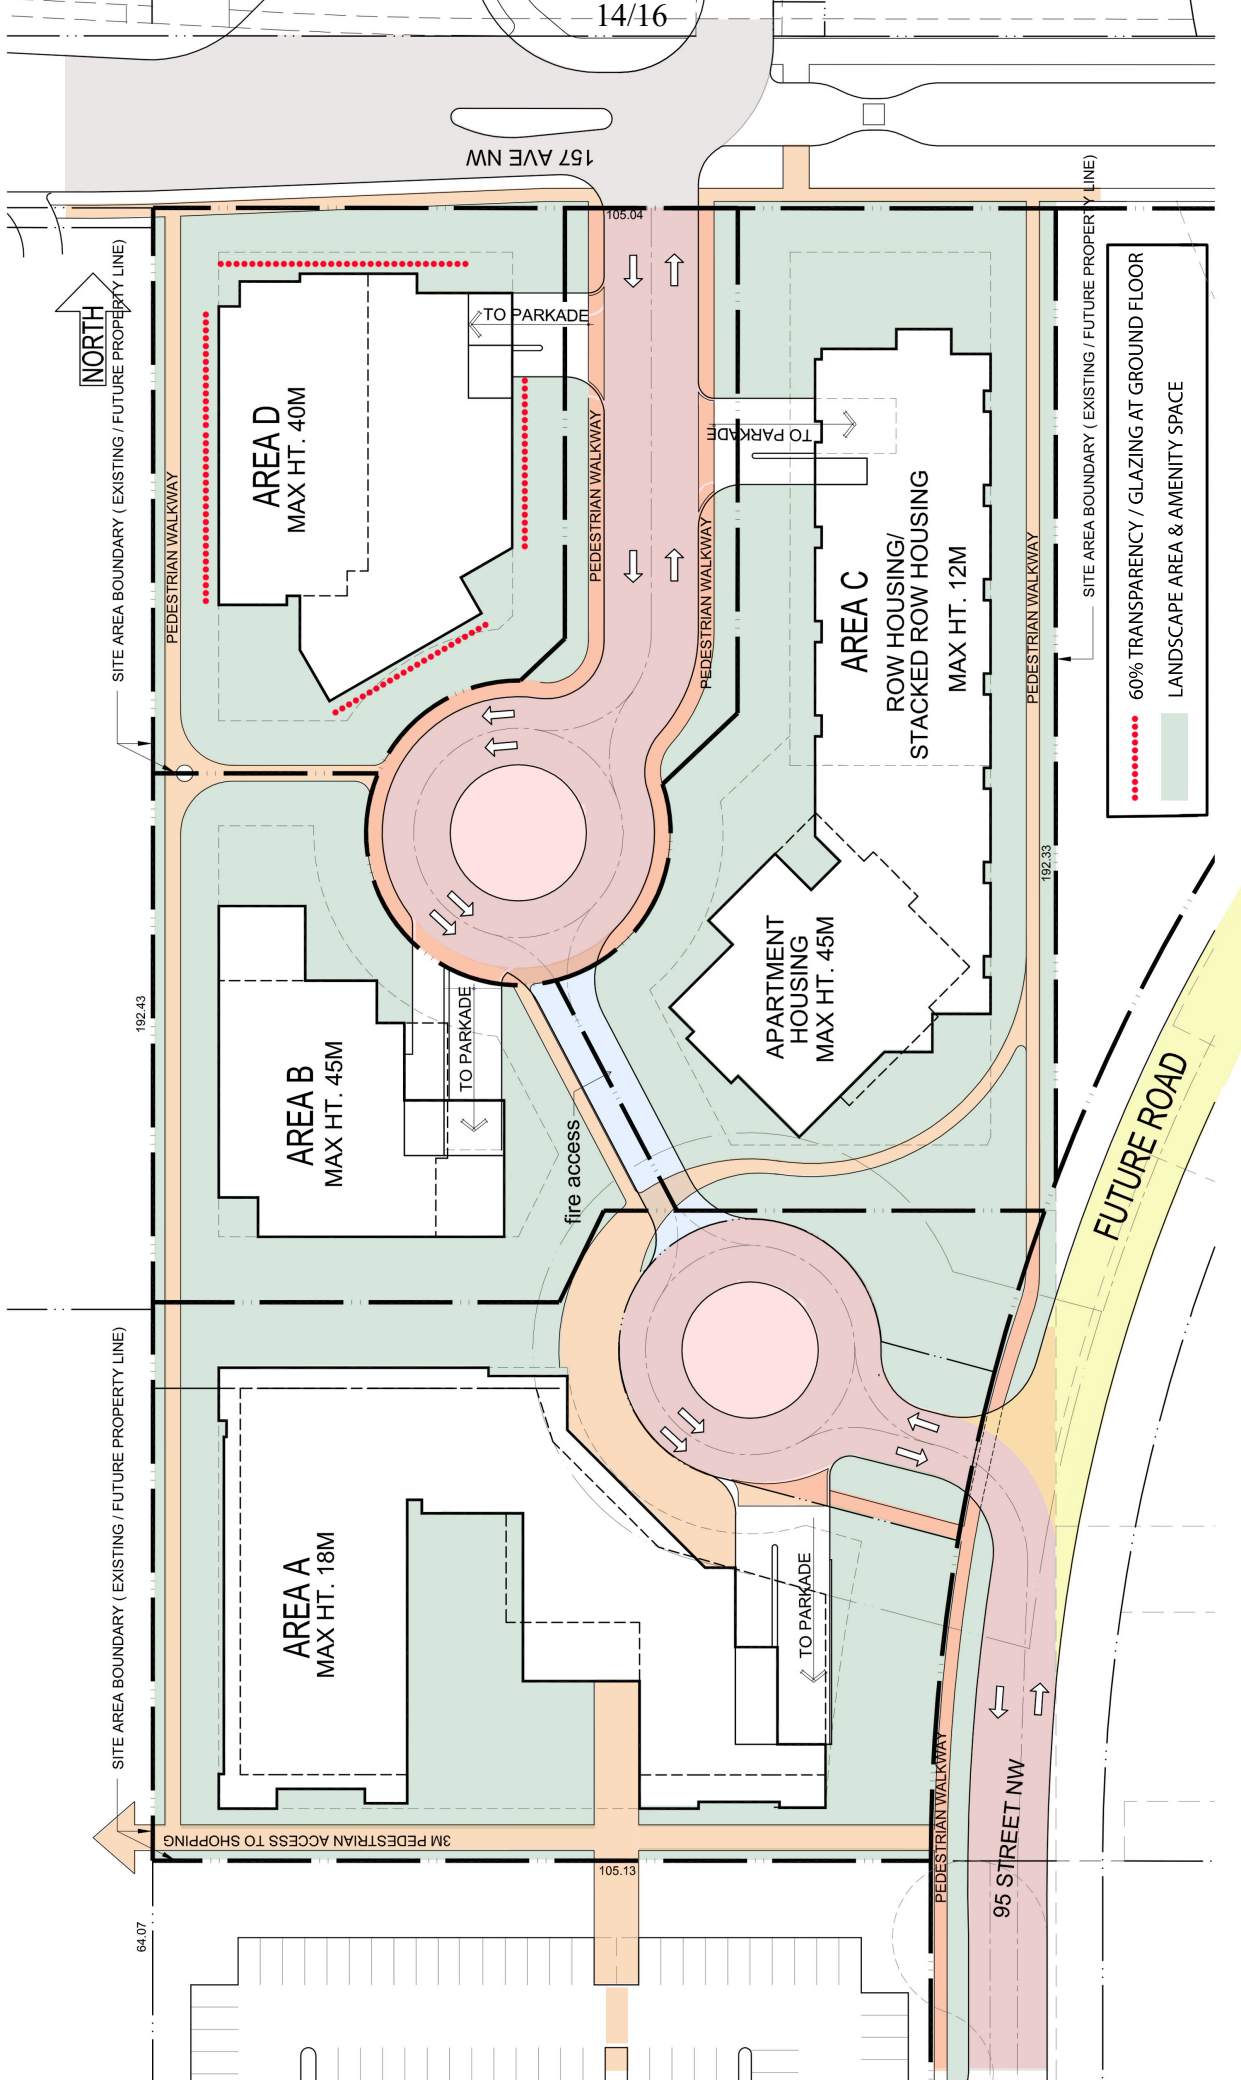 14/16
157 AVE NW
105.04
NORTH
SITE AREA BOUNDARY ( EXISTING / FUTURE PROPERTY LINE)
PEDESTRIAN WALKWAY
AREA D
MAX HT. 40M
TO PARKADE
PEDESTRIAN WALKWAY
PEDESTRIAN WALKWAY
TO PARKADE
AREA C
ROW HOUSING/
STACKED ROW HOUSING
MAX HT. 12M
PEDESTRIAN WALKWAY
SITE AREA BOUNDARY ( EXISTING / FUTURE PROPERTY LINE)
60% TRANSPARENCY / GLAZING AT GROUND FLOOR
LANDSCAPE AREA & AMENITY SPACE
192.33
192.43
AREA B
MAX HT. 45M
TO PARKADE
fire access
APARTMENT
HOUSING
MAX HT. 45M
FUTURE ROAD
SITE AREA BOUNDARY ( EXISTING / FUTURE PROPERTY LINE)
AREA A
MAX HT. 18M
TO PARKADE
3M PEDESTRIAN ACCESS TO SHOPPING
PEDESTRIAN WALKWAY
95 STREET NW
105.13
64.07